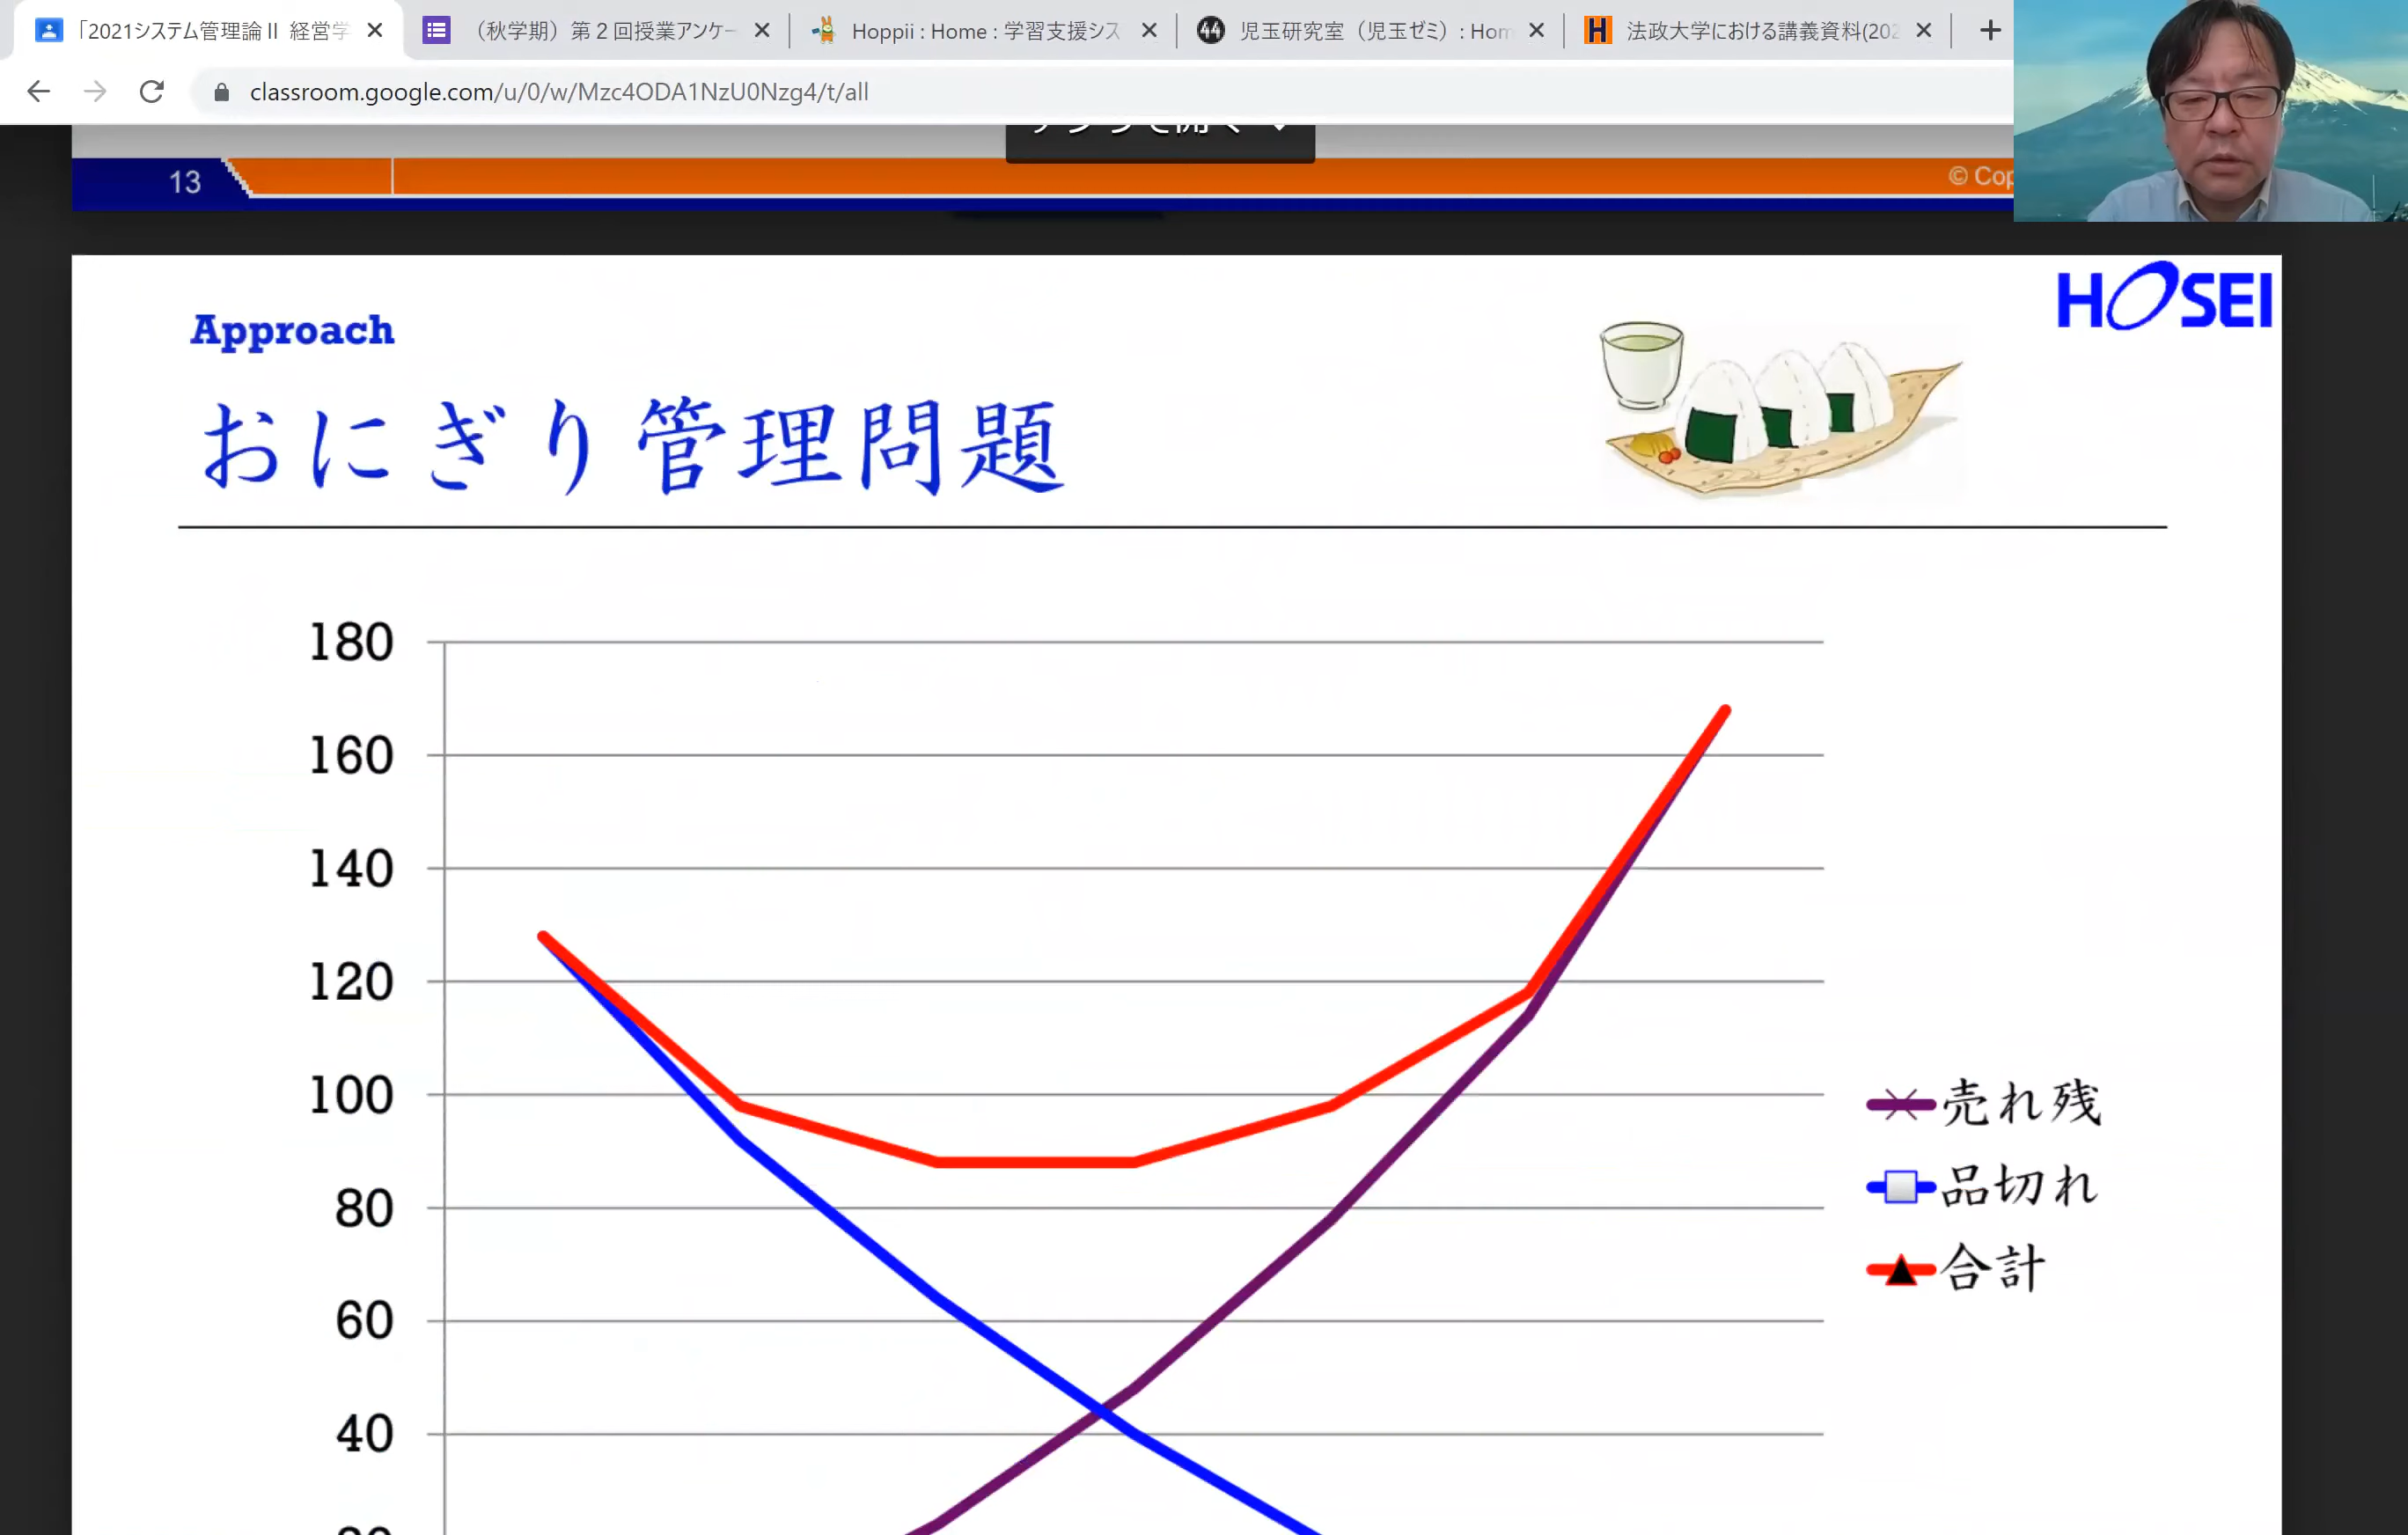 「2021システム管理論Ⅱ 経営学
（秋学期）第２回授業アンケー
Hoppii : Home : 学習支援シス
44
児玉研究室（児玉ゼミ）: Hom
H
法政大学における講義資料(202
classroom.google.com/u/0/w/Mzc4ODA1NzU0Nzg4/t/all
13
© Cop
HOSEI
Approach
おにぎり管理問題
180
160
140
120
100
80
60
40
売れ残
品切れ
合計